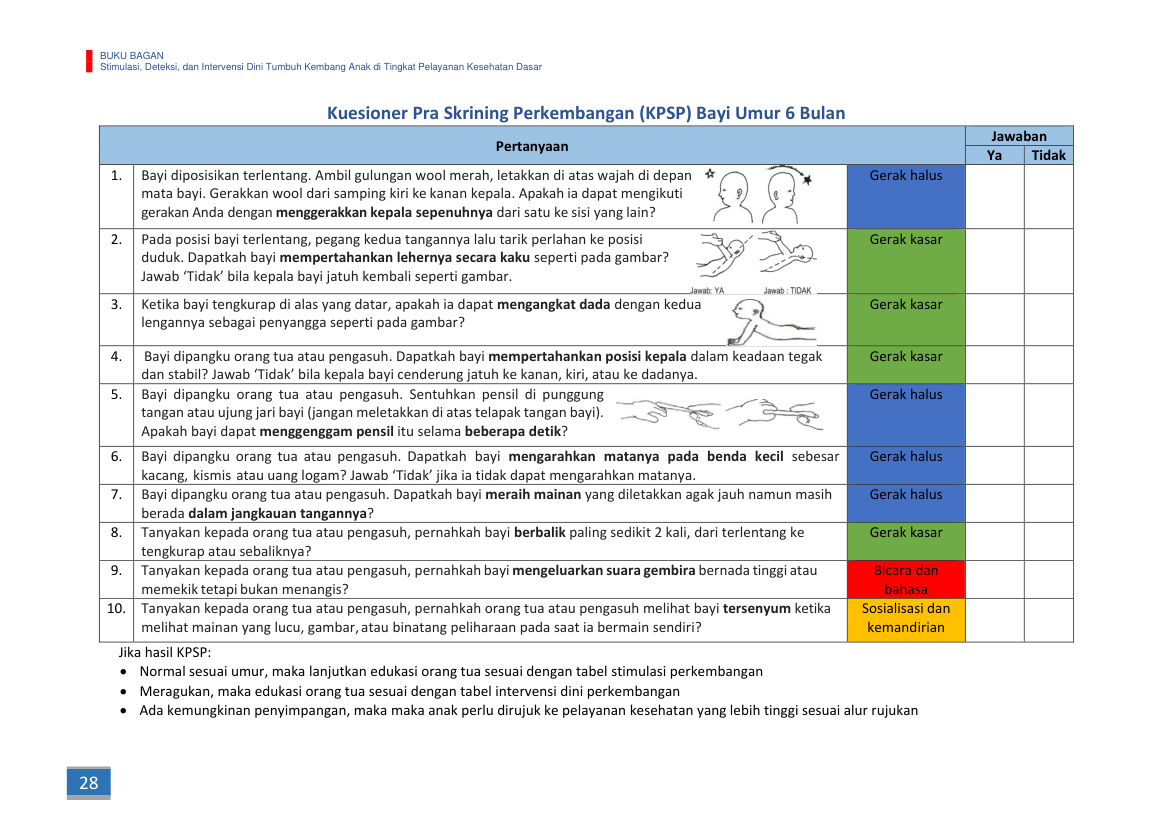 BUKU BAGAN
Stimulasi, Deteksi, dan Intervensi Dini Tumbuh Kembang Anak di Tingkat Pelayanan Kesehatan Dasar
Kuesioner Pra Skrining Perkembangan (KPSP) Bayi Umur 6 Bulan
Pertanyaan
Jawaban
Ya
Tidak
1.
Bayi diposisikan terlentang. Ambil gulungan wool merah, letakkan di atas wajah di depan
mata bayi. Gerakkan wool dari samping kiri ke kanan kepala. Apakah ia dapat mengikuti
gerakan Anda dengan menggerakkan kepala sepenuhnya dari satu ke sisi yang lain?
Gerak halus
2.
Pada posisi bayi terlentang, pegang kedua tangannya lalu tarik perlahan ke posisi
duduk. Dapatkah bayi mempertahankan lehernya secara kaku seperti pada gambar?
Jawab ‘Tidak’ bila kepala bayi jatuh kembali seperti gambar.
Jawab: YA
Jawab : TIDAK
Gerak kasar
3.
Ketika bayi tengkurap di alas yang datar, apakah ia dapat mengangkat dada dengan kedua
lengannya sebagai penyangga seperti pada gambar?
Gerak kasar
4.
Bayi dipangku orang tua atau pengasuh. Dapatkah bayi mempertahankan posisi kepala dalam keadaan tegak
dan stabil? Jawab ‘Tidak’ bila kepala bayi cenderung jatuh ke kanan, kiri, atau ke dadanya.
Gerak kasar
5.
Bayi dipangku orang tua atau pengasuh. Sentuhkan pensil di punggung
tangan atau ujung jari bayi (jangan meletakkan di atas telapak tangan bayi).
Apakah bayi dapat menggenggam pensil itu selama beberapa detik?
Gerak halus
6.
Bayi dipangku orang tua atau pengasuh. Dapatkah bayi mengarahkan matanya pada benda kecil sebesar
kacang, kismis atau uang logam? Jawab ‘Tidak’ jika ia tidak dapat mengarahkan matanya.
Gerak halus
7.
Bayi dipangku orang tua atau pengasuh. Dapatkah bayi meraih mainan yang diletakkan agak jauh namun masih
berada dalam jangkauan tangannya?
Gerak halus
8.
Tanyakan kepada orang tua atau pengasuh, pernahkah bayi berbalik paling sedikit 2 kali, dari terlentang ke
tengkurap atau sebaliknya?
Gerak kasar
9.
Tanyakan kepada orang tua atau pengasuh, pernahkah bayi mengeluarkan suara gembira bernada tinggi atau
memekik tetapi bukan menangis?
Bicara dan
bahasa
10.
Tanyakan kepada orang tua atau pengasuh, pernahkah orang tua atau pengasuh melihat bayi tersenyum ketika
melihat mainan yang lucu, gambar, atau binatang peliharaan pada saat ia bermain sendiri?
Sosialisasi dan
kemandirian
Jika hasil KPSP:
• Normal sesuai umur, maka lanjutkan edukasi orang tua sesuai dengan tabel stimulasi perkembangan
• Meragukan, maka edukasi orang tua sesuai dengan tabel intervensi dini perkembangan
• Ada kemungkinan penyimpangan, maka maka anak perlu dirujuk ke pelayanan kesehatan yang lebih tinggi sesuai alur rujukan
28